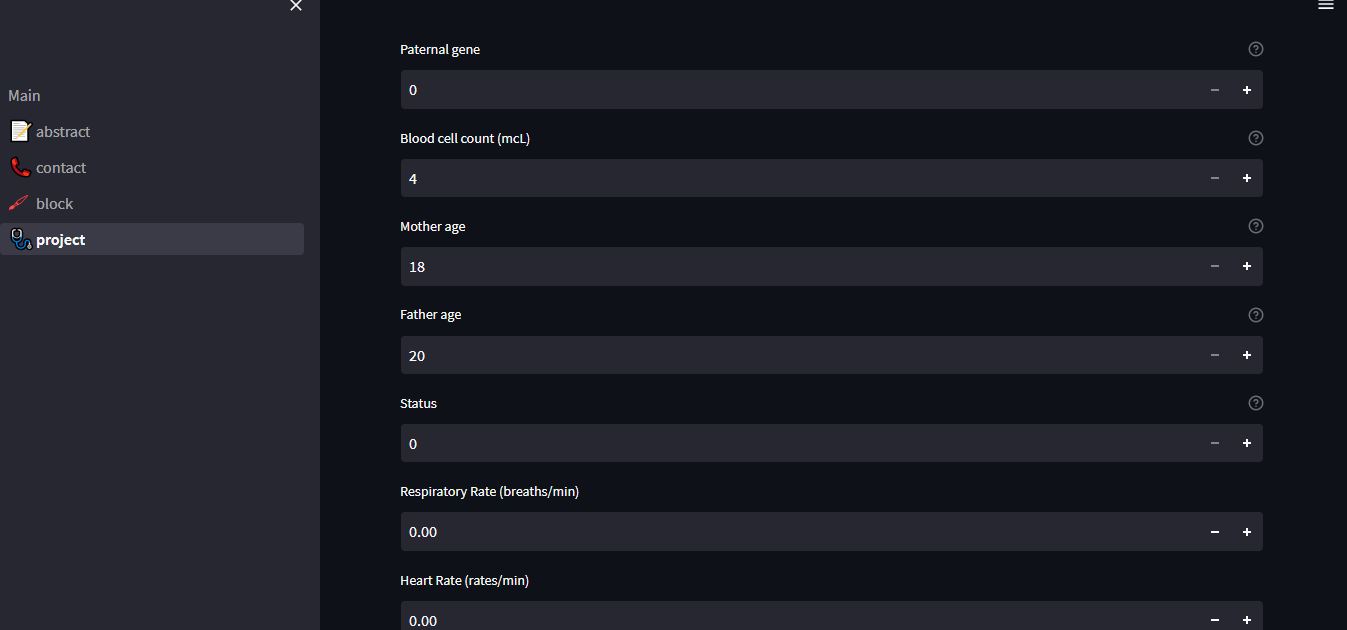 Main
abstract
contact
block
project
Paternal gene
0
Blood cell count (mcL)
4
Mother age
18
Father age
20
Status
0
Respiratory Rate (breaths/min)
0.00
Heart Rate (rates/min)
0.00